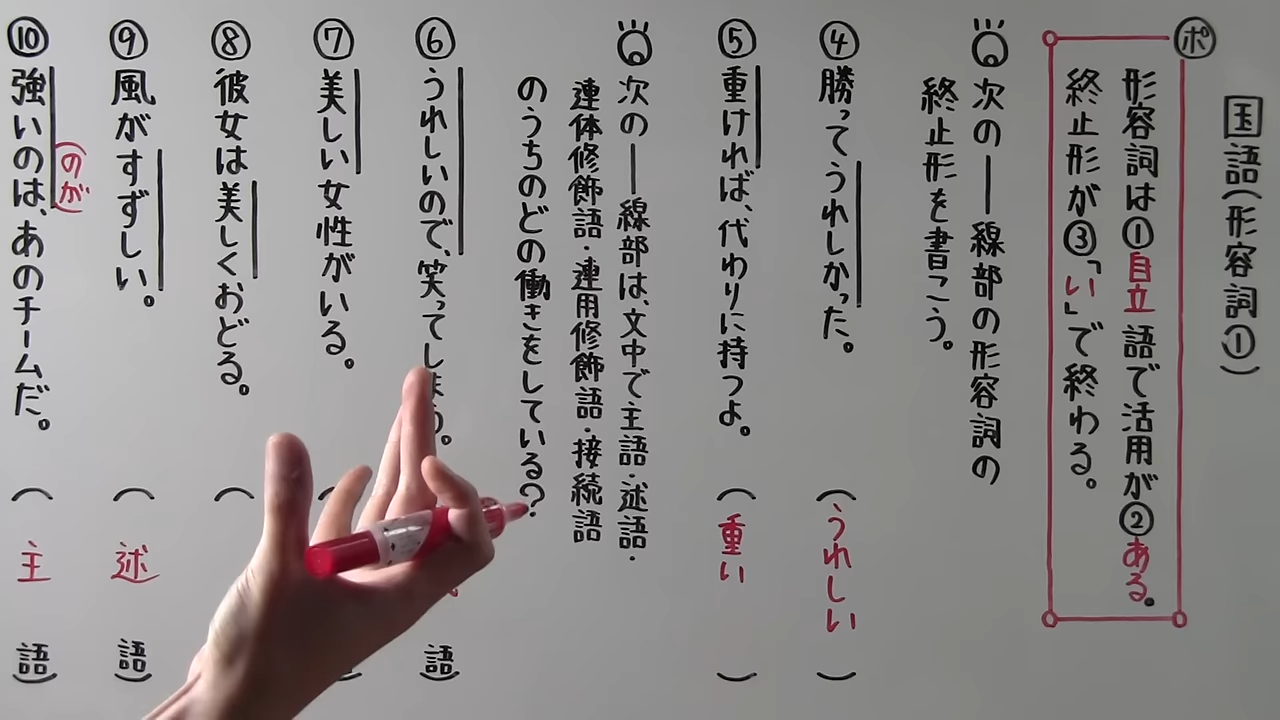 国語(形容詞①)
ポ
形容詞は①自立語で活用が②ある。
終止形が③「い」で終わる。
次の―線部の形容詞の
終止形を書こう。
④勝ってうれしかった。(うれしい)
⑤重ければ、代わりに持つよ。(重い)
次の―線部は、文中で主語・述語・
連体修飾語・連用修飾語・接続語
のうちのどの働きをしている?
⑥うれしいので、笑ってしまう。 語)
⑦美しい女性がいる。
⑧彼女は美しくおどる。(
⑨風がすずしい。(述語)
(のが)
⑩強いのは、あのチームだ。(主語)